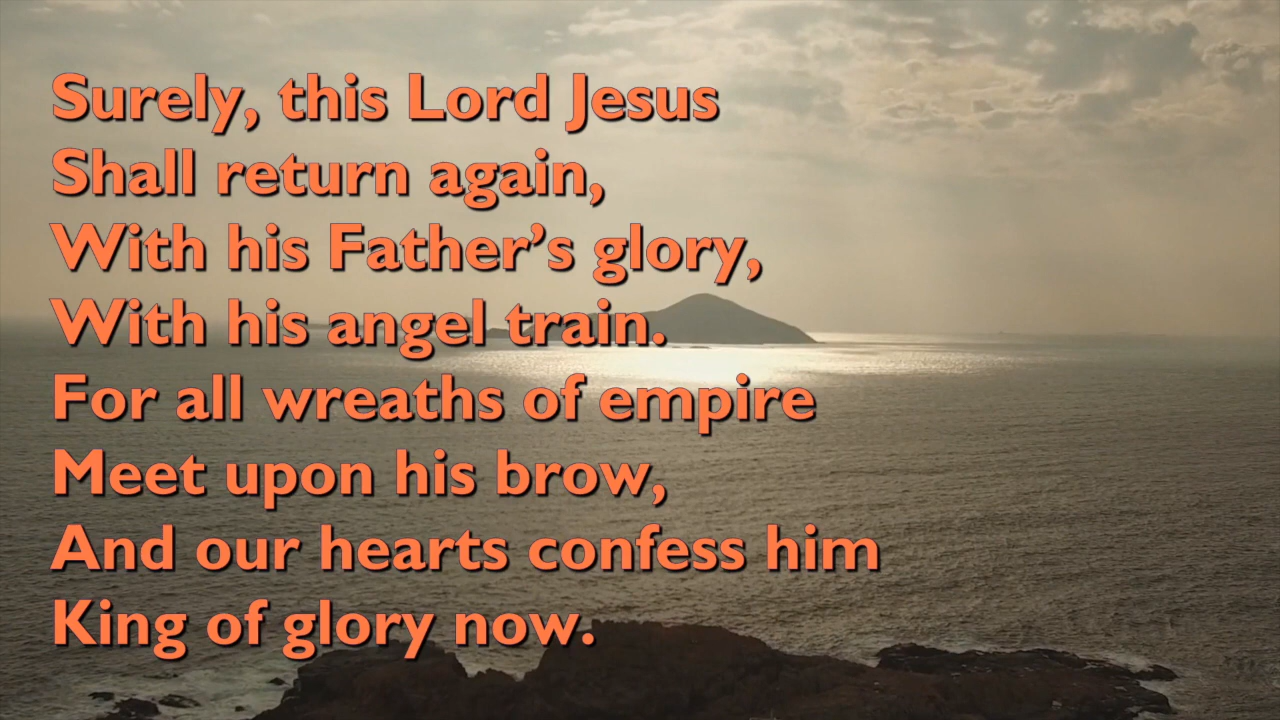 Surely, this Lord Jesus
Shall return again,
With his Father’s glory,
With his angel train.
For all wreaths of empire
Meet upon his brow,
And our hearts confess him
King of glory now.